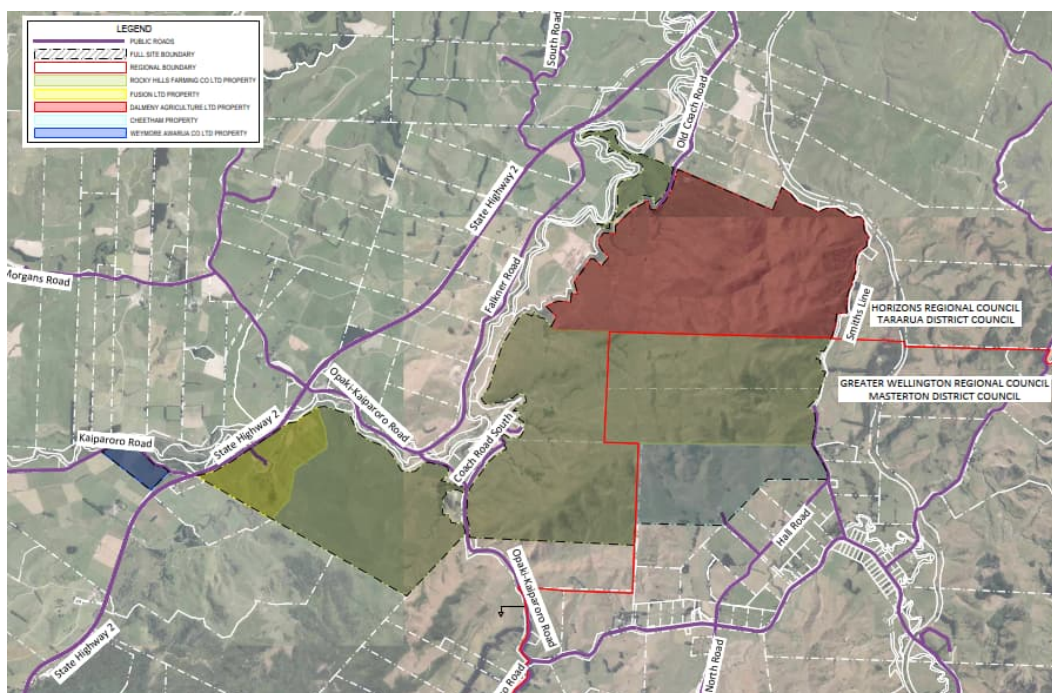 LEGEND
PUBLIC ROADS
FULL SITE BOUNDARY
REGIONAL BOUNDARY
ROCKY HILLS FARMING CO LTD PROPERTY
FUSION LTD PROPERTY
DALMENY AGRICULTURE LTD PROPERTY
CHEETHAM PROPERTY
WEYMORE AWARUA CO LTD PROPERTY
South Road
Old Coach Road
State Highway 2
Morgans Road
Falkner Road
Smiths Line
HORIZONS REGIONAL COUNCIL
TARARUA DISTRICT COUNCIL
GREATER WELLINGTON REGIONAL COUNCIL
MASTERTON DISTRICT COUNCIL
Opaki-Kaiparoro Road
Kaiparoro Road
State Highway 2
Coach Road South
Hall Road
Opaki-Kaiparoro Road
State Highway 2
North Road
ro Road